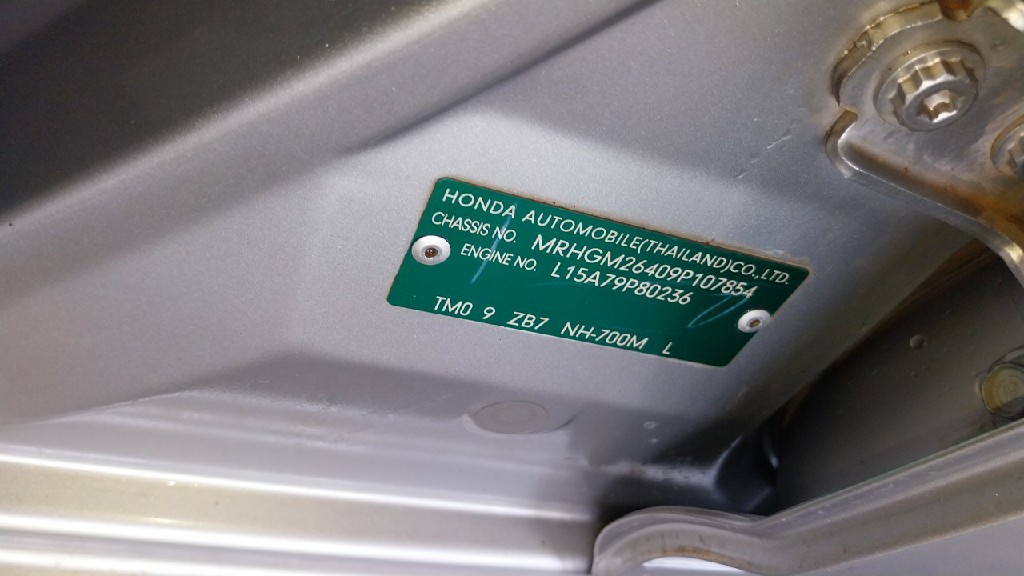 HONDA AUTOMOBILE(THAILAND)CO.,LTD.
CHASSIS NO. MRHGM26409P107854
ENGINE NO. L15A79P80236
TM0 9 ZB7 NH-700M L